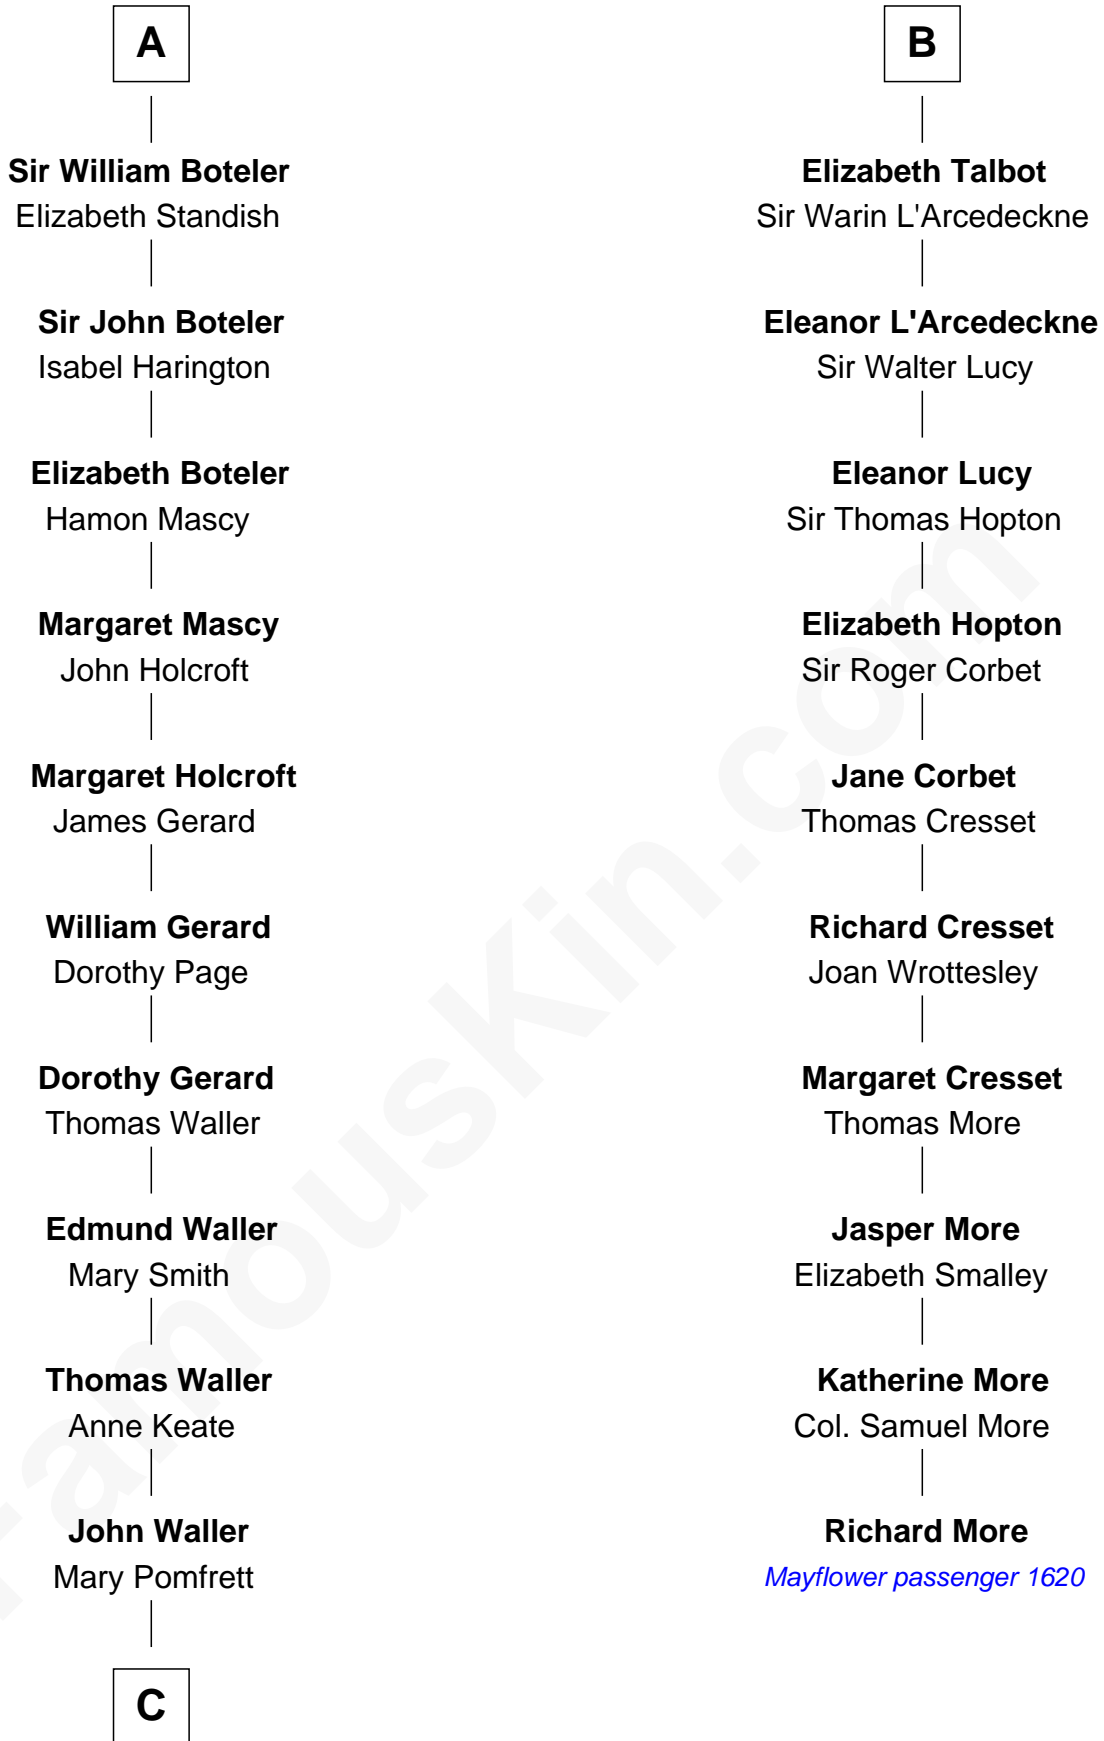 A
Sir William Boteler
Elizabeth Standish
Sir John Boteler
Isabel Harington
Elizabeth Boteler
Hamon Mascy
Margaret Mascy
John Holcroft
Margaret Holcroft
James Gerard
William Gerard
Dorothy Page
Dorothy Gerard
Thomas Waller
Edmund Waller
Mary Smith
Thomas Waller
Anne Keate
John Waller
Mary Pomfrett
C
B
Elizabeth Talbot
Sir Warin L'Arcedeckne
Eleanor L'Arcedeckne
Sir Walter Lucy
Eleanor Lucy
Sir Thomas Hopton
Elizabeth Hopton
Sir Roger Corbet
Jane Corbet
Thomas Cresset
Richard Cresset
Joan Wrottesley
Margaret Cresset
Thomas More
Jasper More
Elizabeth Smalley
Katherine More
Col. Samuel More
Richard More
Mayflower passenger 1620
FamousKin.com